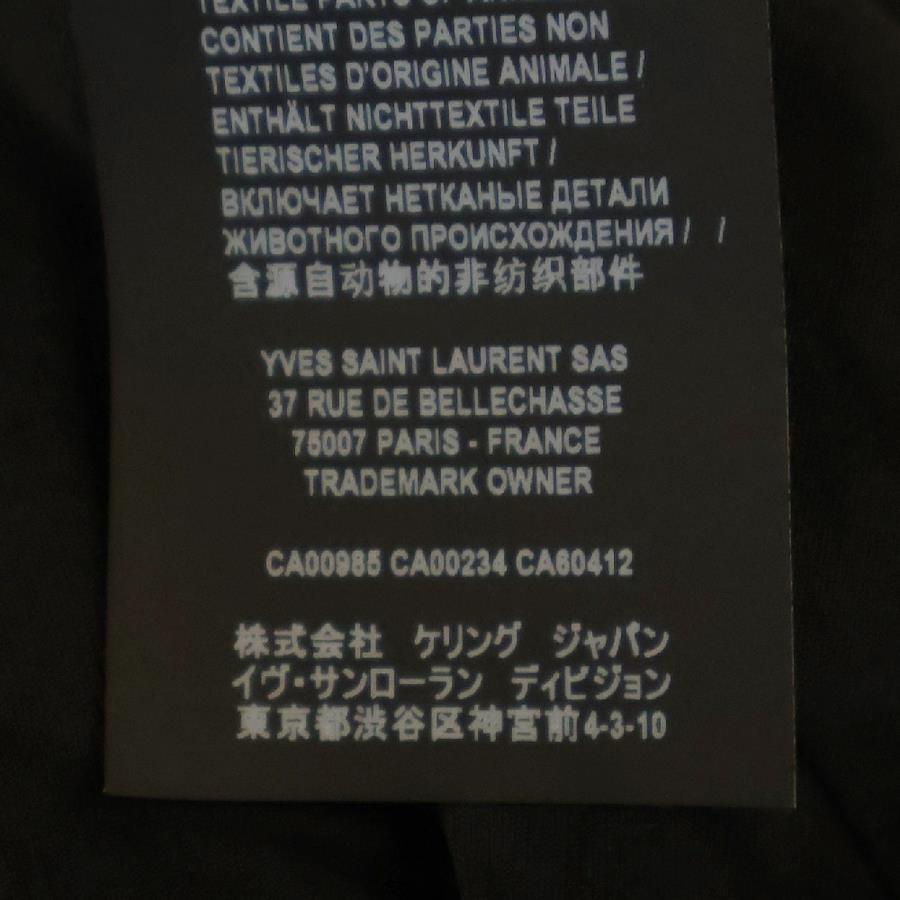 TEXTILE PARTS OF
CONTIENT DES PARTIES NON
TEXTILES D'ORIGINE ANIMALE /
ENTHÄLT NICHTTEXTILE TEILE
TIERISCHER HERKUNFT /
ВКЛЮЧАЕТ НЕТКАНЫЕ ДЕТАЛИ
ЖИВОТНОГО ПРОИСХОЖДЕНИЯ / /
含源自动物的非纺织部件
YVES SAINT LAURENT SAS
37 RUE DE BELLECHASSE
75007 PARIS - FRANCE
TRADEMARK OWNER
CA00985 CA00234 CA60412
株式会社 ケリング ジャパン
イヴ・サンローラン ディビジョン
東京都渋谷区神宮前4-3-10